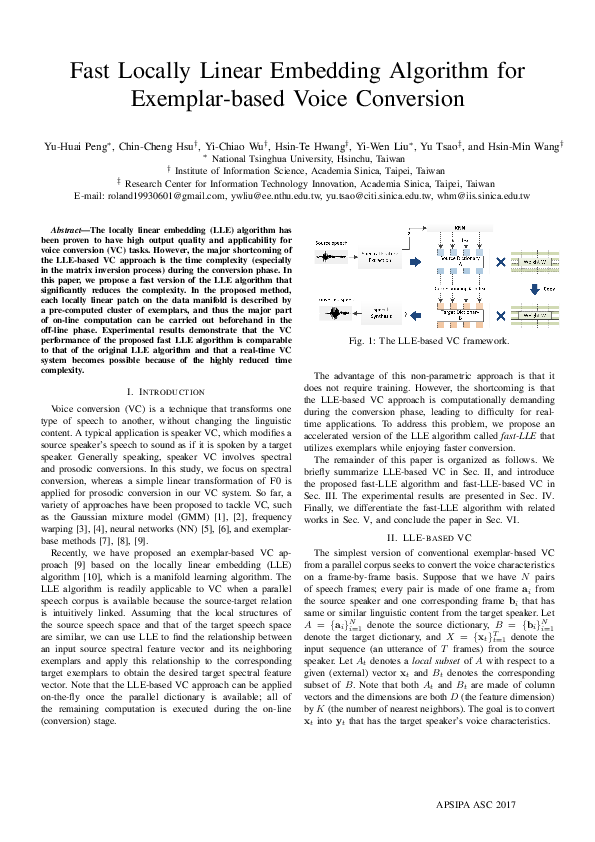 Fast Locally Linear Embedding Algorithm for
Exemplar-based Voice Conversion
Yu-Huai Peng*, Chin-Cheng Hsu†, Yi-Chiao Wu†, Hsin-Te Hwang†, Yi-Wen Liu*, Yu Tsao‡, and Hsin-Min Wang†
* National Tsinghua University, Hsinchu, Taiwan
† Institute of Information Science, Academia Sinica, Taipei, Taiwan
‡ Research Center for Information Technology Innovation, Academia Sinica, Taipei, Taiwan
E-mail: roland19930601@gmail.com, ywliu@ee.nthu.edu.tw, yu.tsao@citi.sinica.edu.tw, whm@iis.sinica.edu.tw
Abstract—The locally linear embedding (LLE) algorithm has
been proven to have high output quality and applicability for
voice conversion (VC) tasks. However, the major shortcoming of
the LLE-based VC approach is the time complexity (especially
in the matrix inversion process) during the conversion phase. In
this paper, we propose a fast version of the LLE algorithm that
significantly reduces the complexity. In the proposed method,
each locally linear patch on the data manifold is described by
a pre-computed cluster of exemplars, and thus the major part
of on-line computation can be carried out beforehand in the
off-line phase. Experimental results demonstrate that the VC
performance of the proposed fast LLE algorithm is comparable
to that of the original LLE algorithm and that a real-time VC
system becomes possible because of the highly reduced time
complexity.
I. INTRODUCTION
Voice conversion (VC) is a technique that transforms one
type of speech to another, without changing the linguistic
content. A typical application is speaker VC, which modifies a
source speaker's speech to sound as if it is spoken by a target
speaker. Generally speaking, speaker VC involves spectral
and prosodic conversions. In this study, we focus on spectral
conversion, whereas a simple linear transformation of F0 is
applied for prosodic conversion in our VC system. So far, a
variety of approaches have been proposed to tackle VC, such
as the Gaussian mixture model (GMM) [1], [2], frequency
warping [3], [4], neural networks (NN) [5], [6], and exemplar-
base methods [7], [8], [9].
Recently, we have proposed an exemplar-based VC ap-
proach [9] based on the locally linear embedding (LLE)
algorithm [10], which is a manifold learning algorithm. The
LLE algorithm is readily applicable to VC when a parallel
speech corpus is available because the source-target relation
is intuitively linked. Assuming that the local structures of
the source speech space and that of the target speech space
are similar, we can use LLE to find the relationship between
an input source spectral feature vector and its neighboring
exemplars and apply this relationship to the corresponding
target exemplars to obtain the desired target spectral feature
vector. Note that the LLE-based VC approach can be applied
on-the-fly once the parallel dictionary is available; all of
the remaining computation is executed during the on-line
(conversion) stage.
Source speech
KNN
Extraction
Source Dictionary
A
Weight W
Copy
Synthesis
Target Dictionary
Weight W
Fig. 1: The LLE-based VC framework.
The advantage of this non-parametric approach is that it
does not require training. However, the shortcoming is that
the LLE-based VC approach is computationally demanding
during the conversion phase, leading to difficulty for real-
time applications. To address this problem, we propose an
accelerated version of the LLE algorithm called fast-LLE that
utilizes exemplars while enjoying faster conversion.
The remainder of this paper is organized as follows. We
briefly summarize LLE-based VC in Sec. II, and introduce
the proposed fast-LLE algorithm and fast-LLE-based VC in
Sec. III. The experimental results are presented in Sec. IV.
Finally, we differentiate the fast-LLE algorithm with related
works in Sec. V, and conclude the paper in Sec. VI.
II. LLE-BASED VC
The simplest version of conventional exemplar-based VC
from a parallel corpus seeks to convert the voice characteristics
on a frame-by-frame basis. Suppose that we have N pairs
of speech frames; every pair is made of one frame aᵢ from
the source speaker and one corresponding frame bᵢ that has
same or similar linguistic content from the target speaker. Let
A = {aᵢ}ᴺᵢ₌₁ denote the source dictionary, B = {bᵢ}ᴺᵢ₌₁
denote the target dictionary, and X = {xₜ}ᵀₜ₌₁ denote the
input sequence (an utterance of T frames) from the source
speaker. Let Aₜ denotes a local subset of A with respect to a
given (external) vector xₜ and Bₜ denotes the corresponding
subset of B. Note that both Aₜ and Bₜ are made of column
vectors and the dimensions are both D (the feature dimension)
by K (the number of nearest neighbors). The goal is to convert
xₜ into yₜ that has the target speaker's voice characteristics.
APSIPA ASC 2017